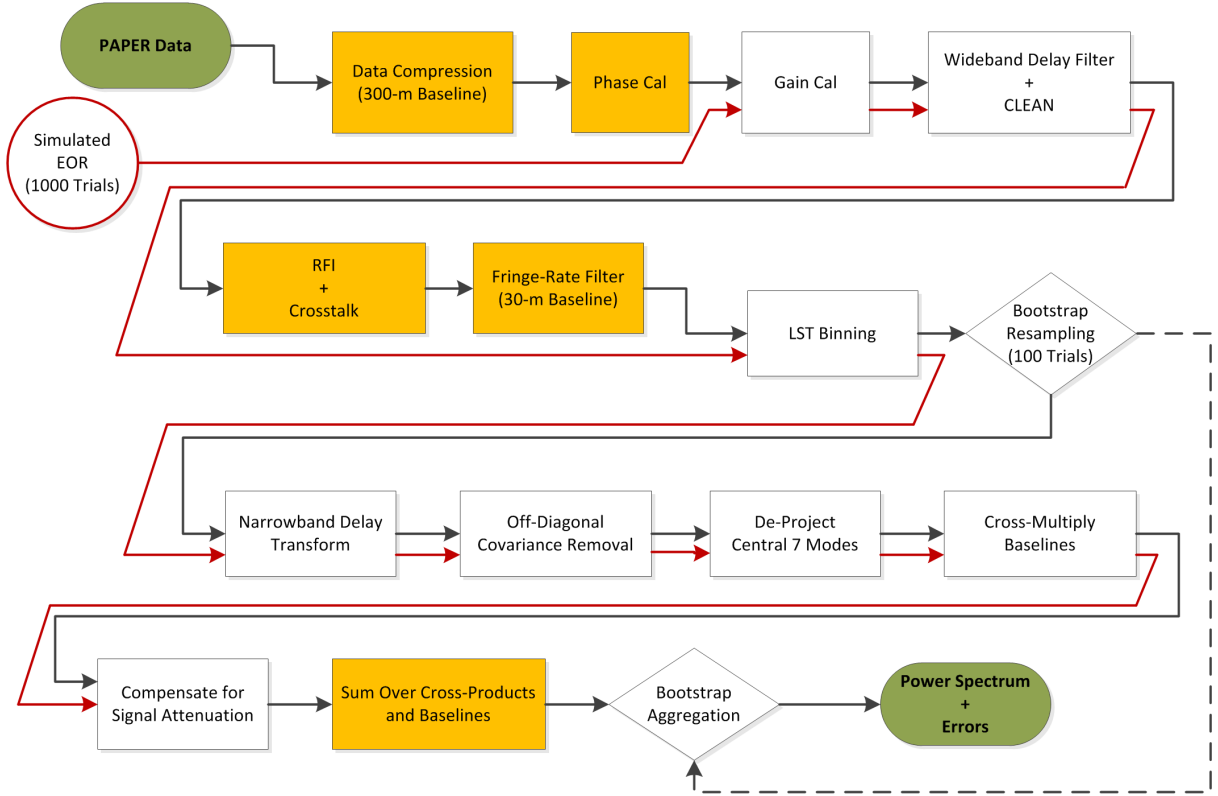 PAPER Data
Data Compression
(300-m Baseline)
Phase Cal
Gain Cal
Wideband Delay Filter
+
CLEAN
Simulated
EOR
(1000 Trials)
RFI
+
Crosstalk
Fringe-Rate Filter
(30-m Baseline)
LST Binning
Bootstrap
Resampling
(100 Trials)
Narrowband Delay
Transform
Off-Diagonal
Covariance Removal
De-Project
Central 7 Modes
Cross-Multiply
Baselines
Compensate for
Signal Attenuation
Sum Over Cross-Products
and Baselines
Bootstrap
Aggregation
Power Spectrum
+
Errors